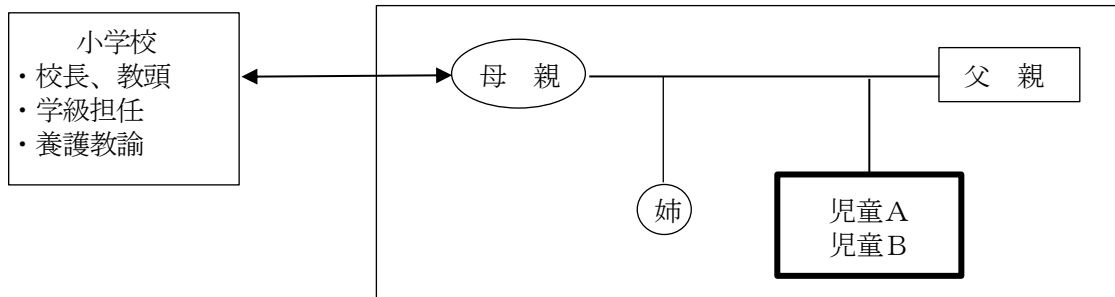 小学校
・校長、教頭
・学級担任
・養護教諭
母　親
父　親
姉
児童Ａ
児童Ｂ